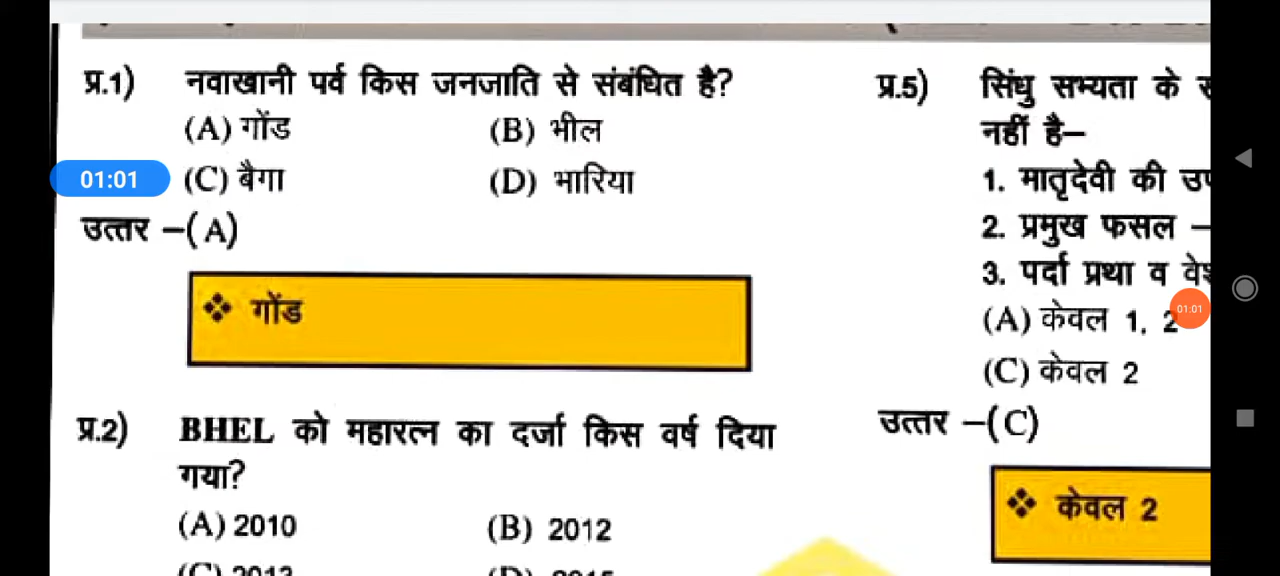 प्र.1) नवाखानी पर्व किस जनजाति से संबंधित है?
(A) गोंड (B) भील
01:01
(C) बैगा (D) भारिया
उत्तर –(A)
❖ गोंड
प्र.2) BHEL को महारत्न का दर्जा किस वर्ष दिया
गया?
(A) 2010 (B) 2012
प्र.5) सिंधु सभ्यता के
नहीं है–
1. मातृदेवी की
2. प्रमुख फसल –
3. पर्दा प्रथा व
(A) केवल 1, 2
01:01
(C) केवल 2
उत्तर –(C)
❖ केवल 2